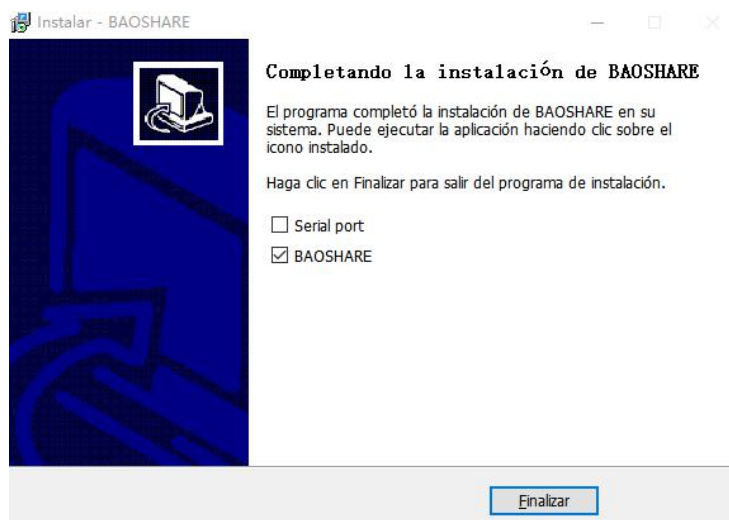 Instalar - BAOSHARE
Completando la instalación de BAOSHARE
El programa completó la instalación de BAOSHARE en su
sistema. Puede ejecutar la aplicación haciendo clic sobre el
icono instalado.
Haga clic en Finalizar para salir del programa de instalación.
Serial port
BAOSHARE
Finalizar